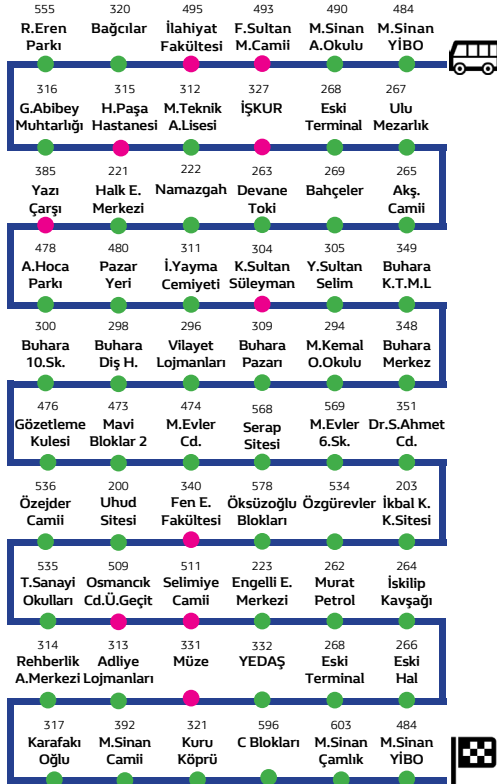 555 320 495 493 490 484
R.Eren Bağcılar İlahiyat F.Sultan M.Sinan M.Sinan
Parkı Fakültesi M.Camii A.Okulu YİBO
316 315 312 327 268 267
G.Abibey H.Paşa M.Teknik İŞKUR Eski Ulu
Muhtarlığı Hastanesi A.Lisesi Terminal Mezarlık
385 221 222 263 269 265
Yazı Halk E. Namazgah Devane Bahçeler Akş.
Çarşı Merkezi Toki Camii
478 480 311 304 305 349
A.Hoca Pazar İ.Yayma K.Sultan Y.Sultan Buhara
Parkı Yeri Cemiyeti Süleyman Selim K.T.M.L
300 298 296 309 294 348
Buhara Buhara Vilayet Buhara M.Kemal Buhara
10.Sk. Diş H. Lojmanları Pazarı O.Okulu Merkez
476 473 474 568 569 351
Gözetleme Mavi M.Evler Serap M.Evler Dr.S.Ahmet
Kulesi Bloklar 2 Cd. Sitesi 6.Sk. Cd.
536 200 340 578 534 203
Özejder Uhud Fen E. Öksüzoğlu Özgürevler İkbal K.
Camii Sitesi Fakültesi Blokları K.Sitesi
535 509 511 223 262 264
T.Sanayi Osmancık Selimiye Engelli E. Murat İskilip
Okulları Cd.Ü.Geçit Camii Merkezi Petrol Kavşağı
314 313 331 332 268 266
Rehberlik Adliye Müze YEDAŞ Eski Eski
A.Merkezi Lojmanları Terminal Hal
317 392 321 596 603 484
Karafakı M.Sinan Kuru C Blokları M.Sinan M.Sinan
Oğlu Camii Köprü Çamlık YİBO